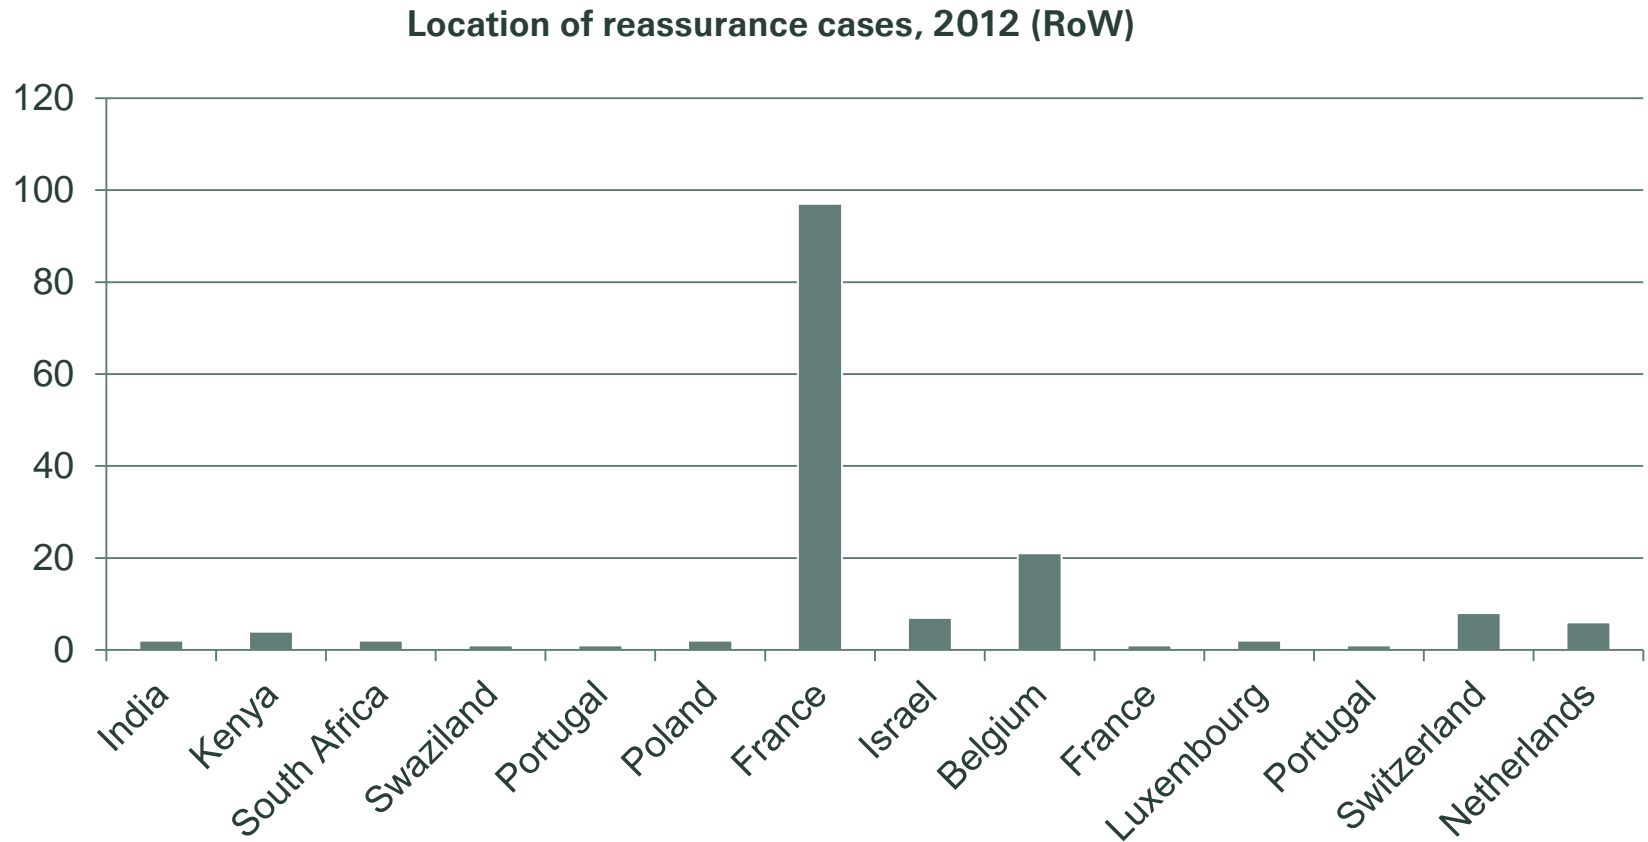 Location of reassurance cases, 2012 (RoW)
120
100
80
60
40
20
0
India
Kenya
South Africa
Swaziland
Portugal
Poland
France
Israel
Belgium
France
Luxembourg
Portugal
Switzerland
Netherlands